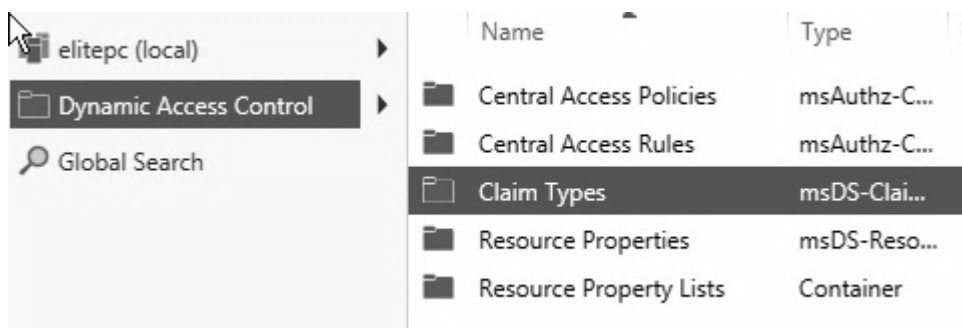 elitepc (local)
Dynamic Access Control
Global Search
Name Type
Central Access Policies msAuthz-C...
Central Access Rules msAuthz-C...
Claim Types msDS-Clai...
Resource Properties msDS-Reso...
Resource Property Lists Container